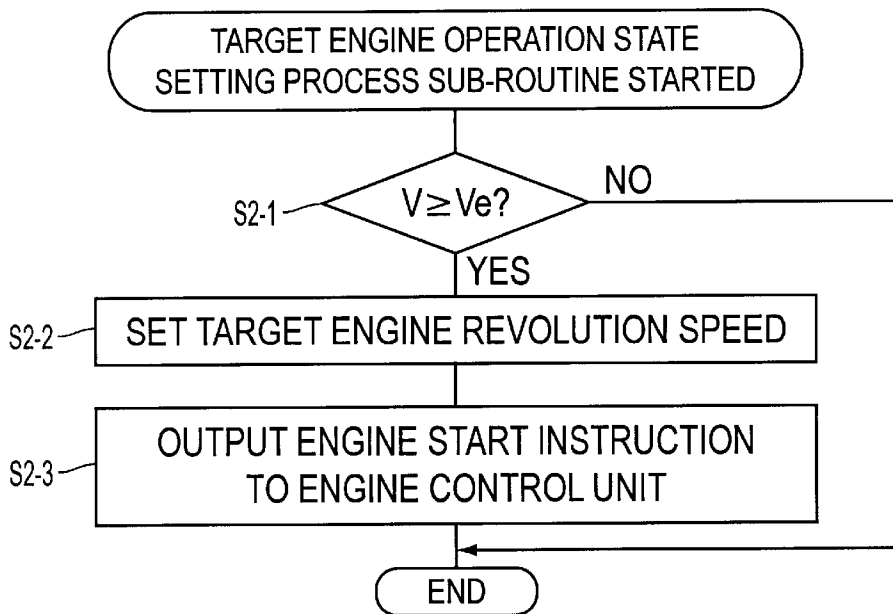 TARGET ENGINE OPERATION STATE
SETTING PROCESS SUB-ROUTINE STARTED
S2-1
V≧Ve?
NO
YES
S2-2
SET TARGET ENGINE REVOLUTION SPEED
S2-3
OUTPUT ENGINE START INSTRUCTION
TO ENGINE CONTROL UNIT
END